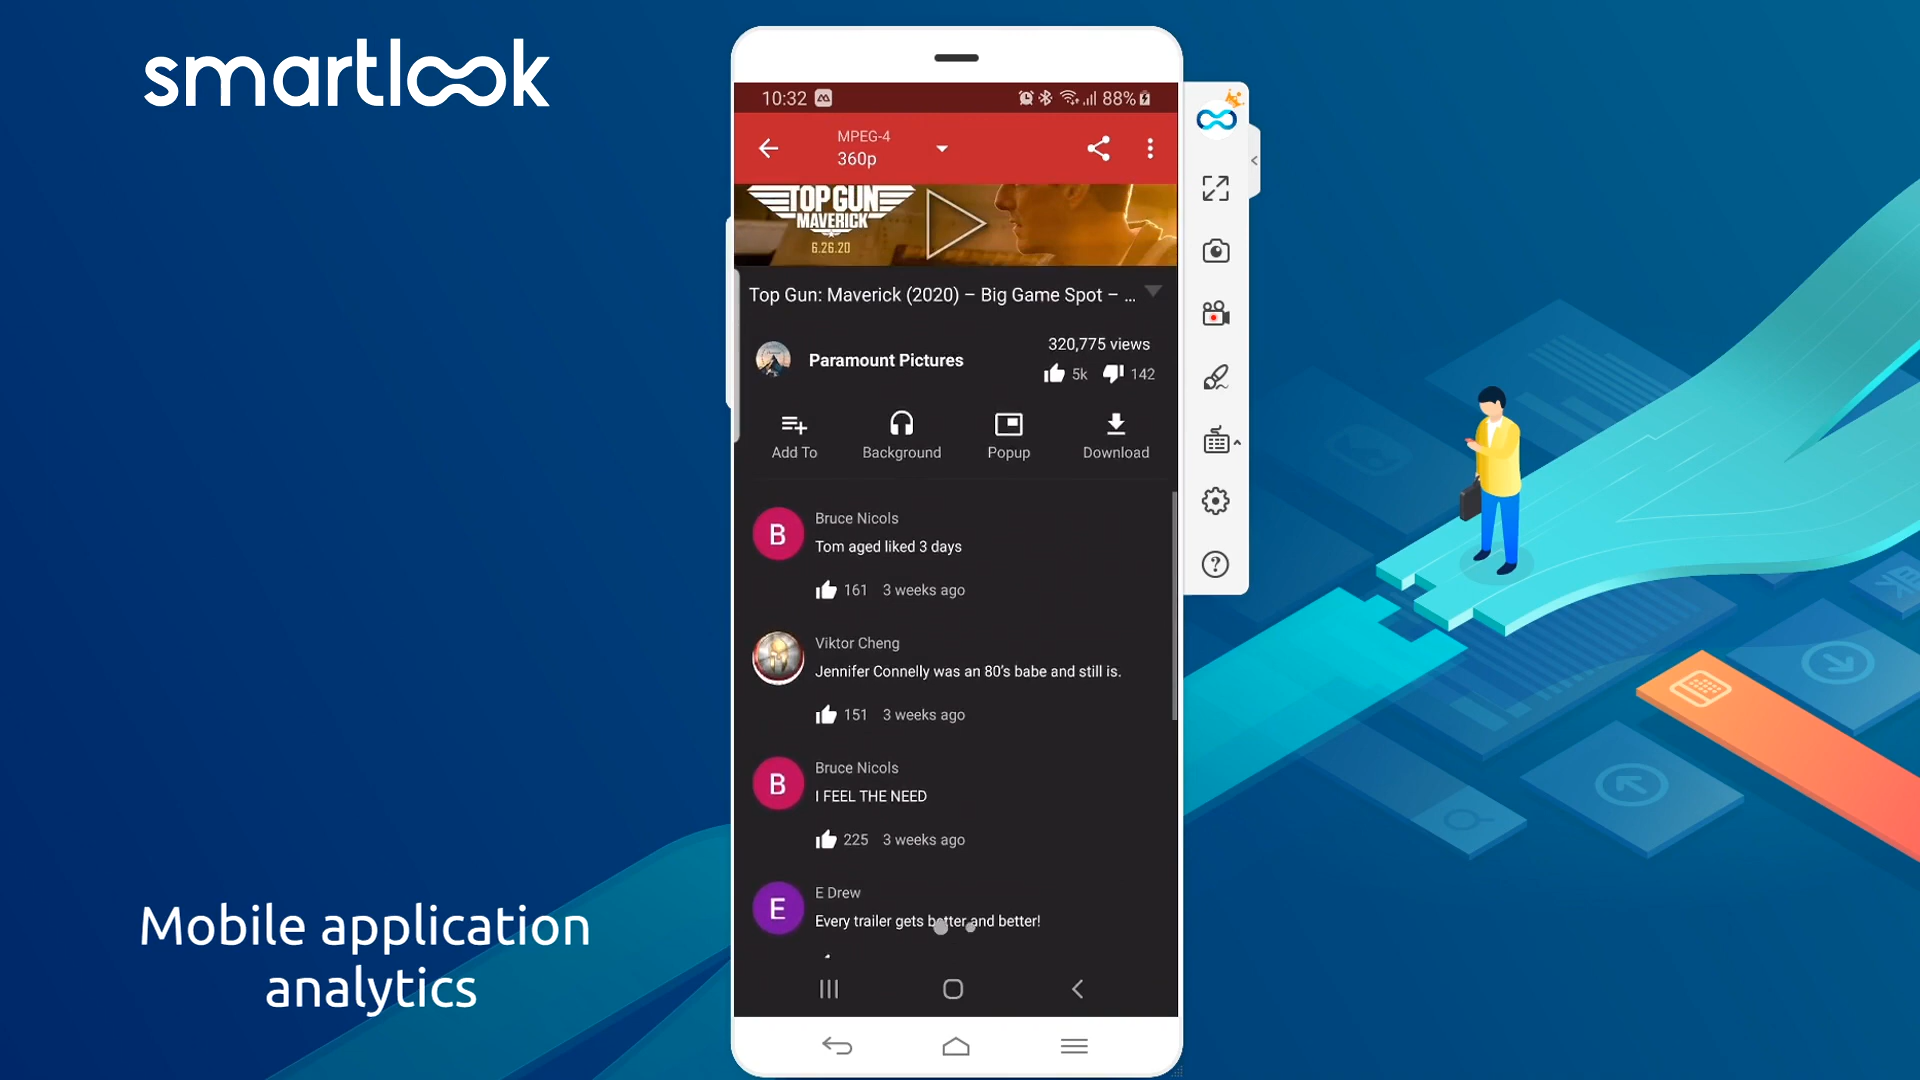 smartlook
10:32
88%
MPEG-4
360p
TOP GUN
MAVERICK
6.26.20
Top Gun: Maverick (2020) – Big Game Spot – ...
Paramount Pictures
320,775 views
5k 142
Add To Background Popup Download
B
Bruce Nicols
Tom aged liked 3 days
161 3 weeks ago
Viktor Cheng
Jennifer Connelly was an 80's babe and still is.
151 3 weeks ago
B
Bruce Nicols
I FEEL THE NEED
225 3 weeks ago
E
E Drew
Every trailer gets better and better!
Mobile application
analytics